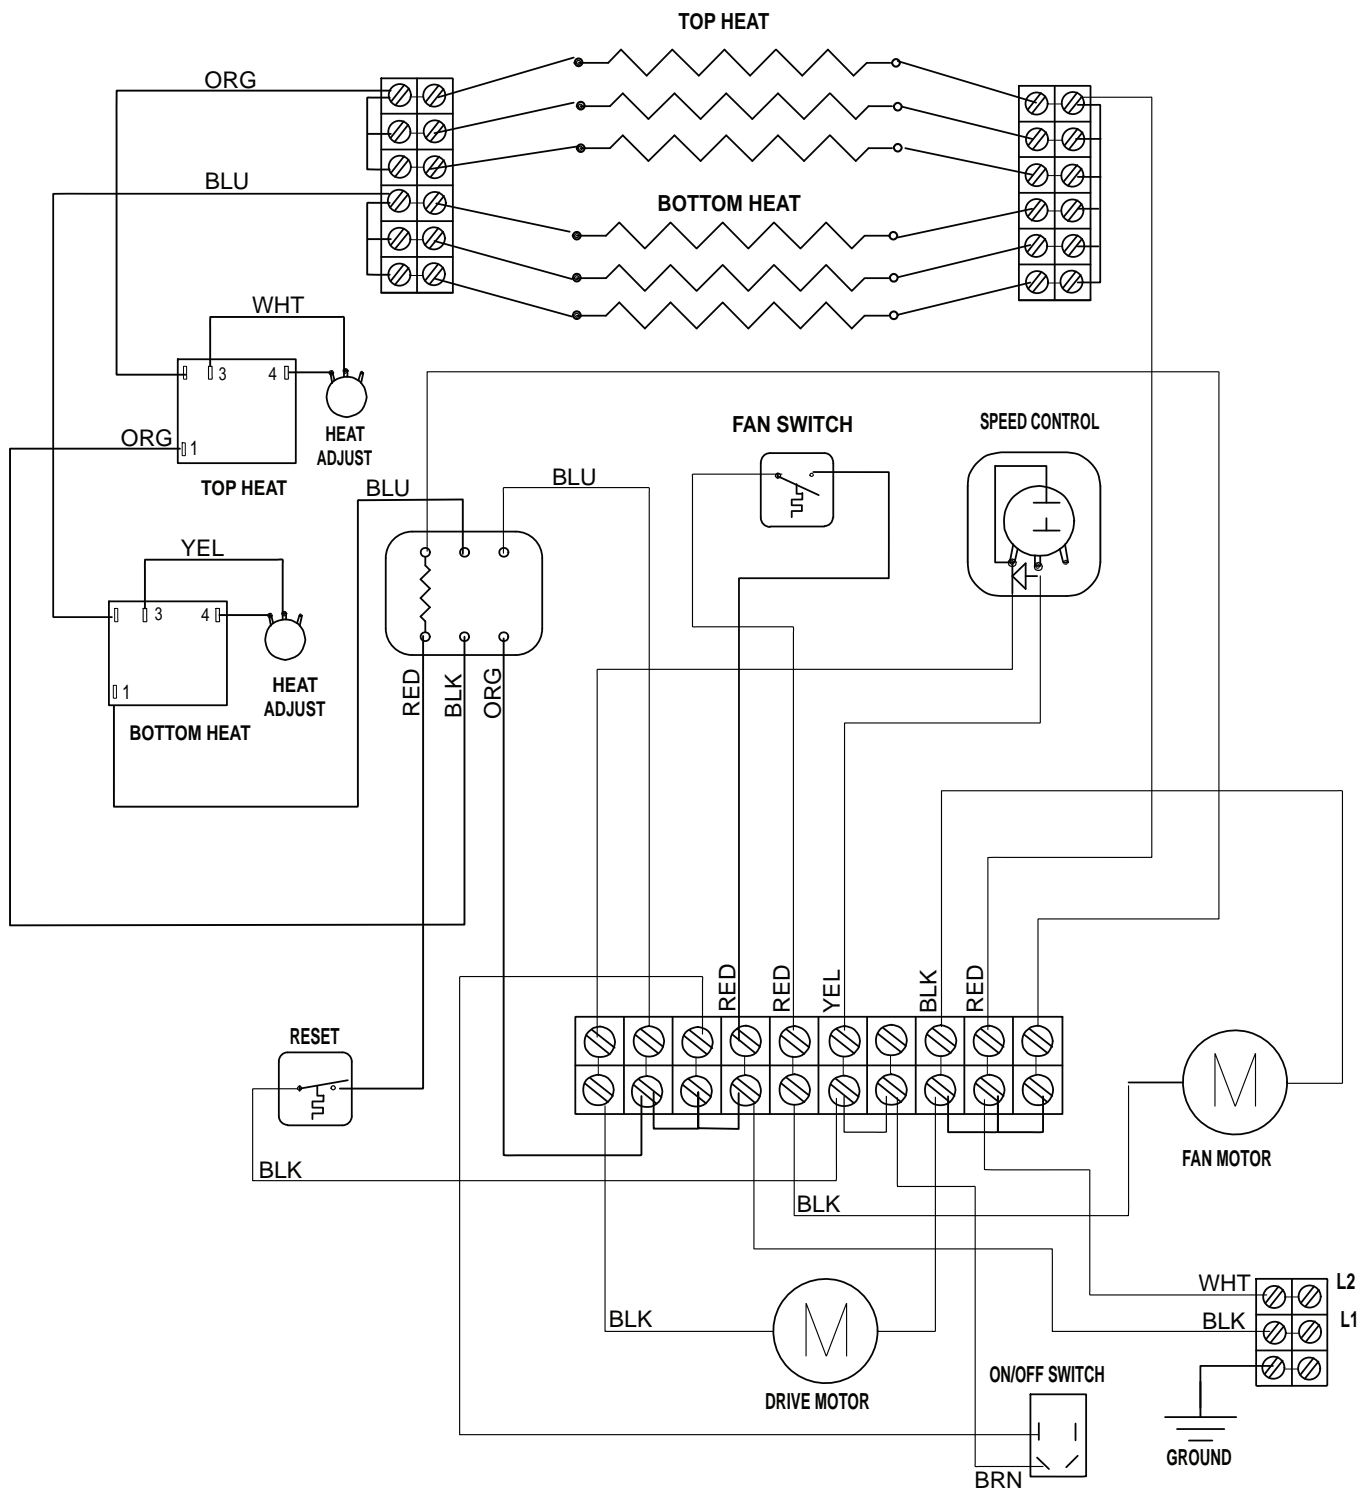 TOP HEAT
ORG
BLU
BOTTOM HEAT
WHT
3
4
1
ORG
HEAT
ADJUST
TOP HEAT
FAN SWITCH
SPEED CONTROL
BLU
BLU
YEL
3
4
1
HEAT
ADJUST
BOTTOM HEAT
RED
BLK
ORG
RED
RED
YEL
BLK
RED
RESET
BLK
M
FAN MOTOR
BLK
BLK
M
DRIVE MOTOR
WHT
L2
BLK
L1
ON/OFF SWITCH
BRN
GROUND